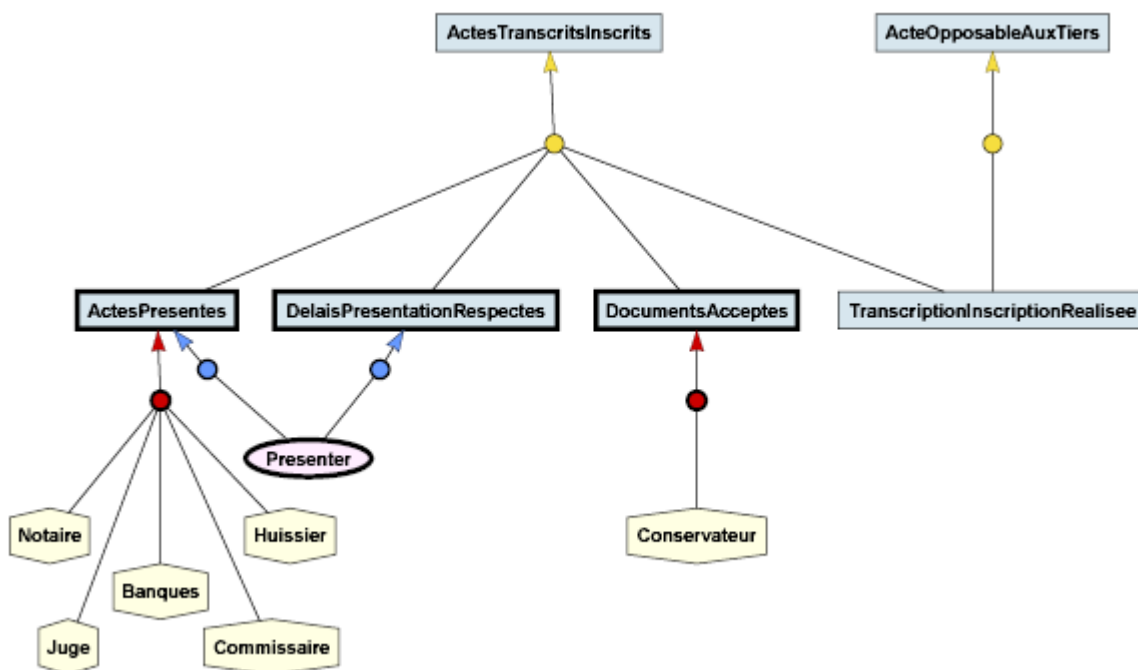 ActesTranscritsInscrits
ActeOpposableAuxTiers
ActesPresentes
DelaisPresentationRespectes
DocumentsAcceptes
TranscriptionInscriptionRealisee
Presenter
Notaire
Huissier
Conservateur
Banques
Juge
Commissaire